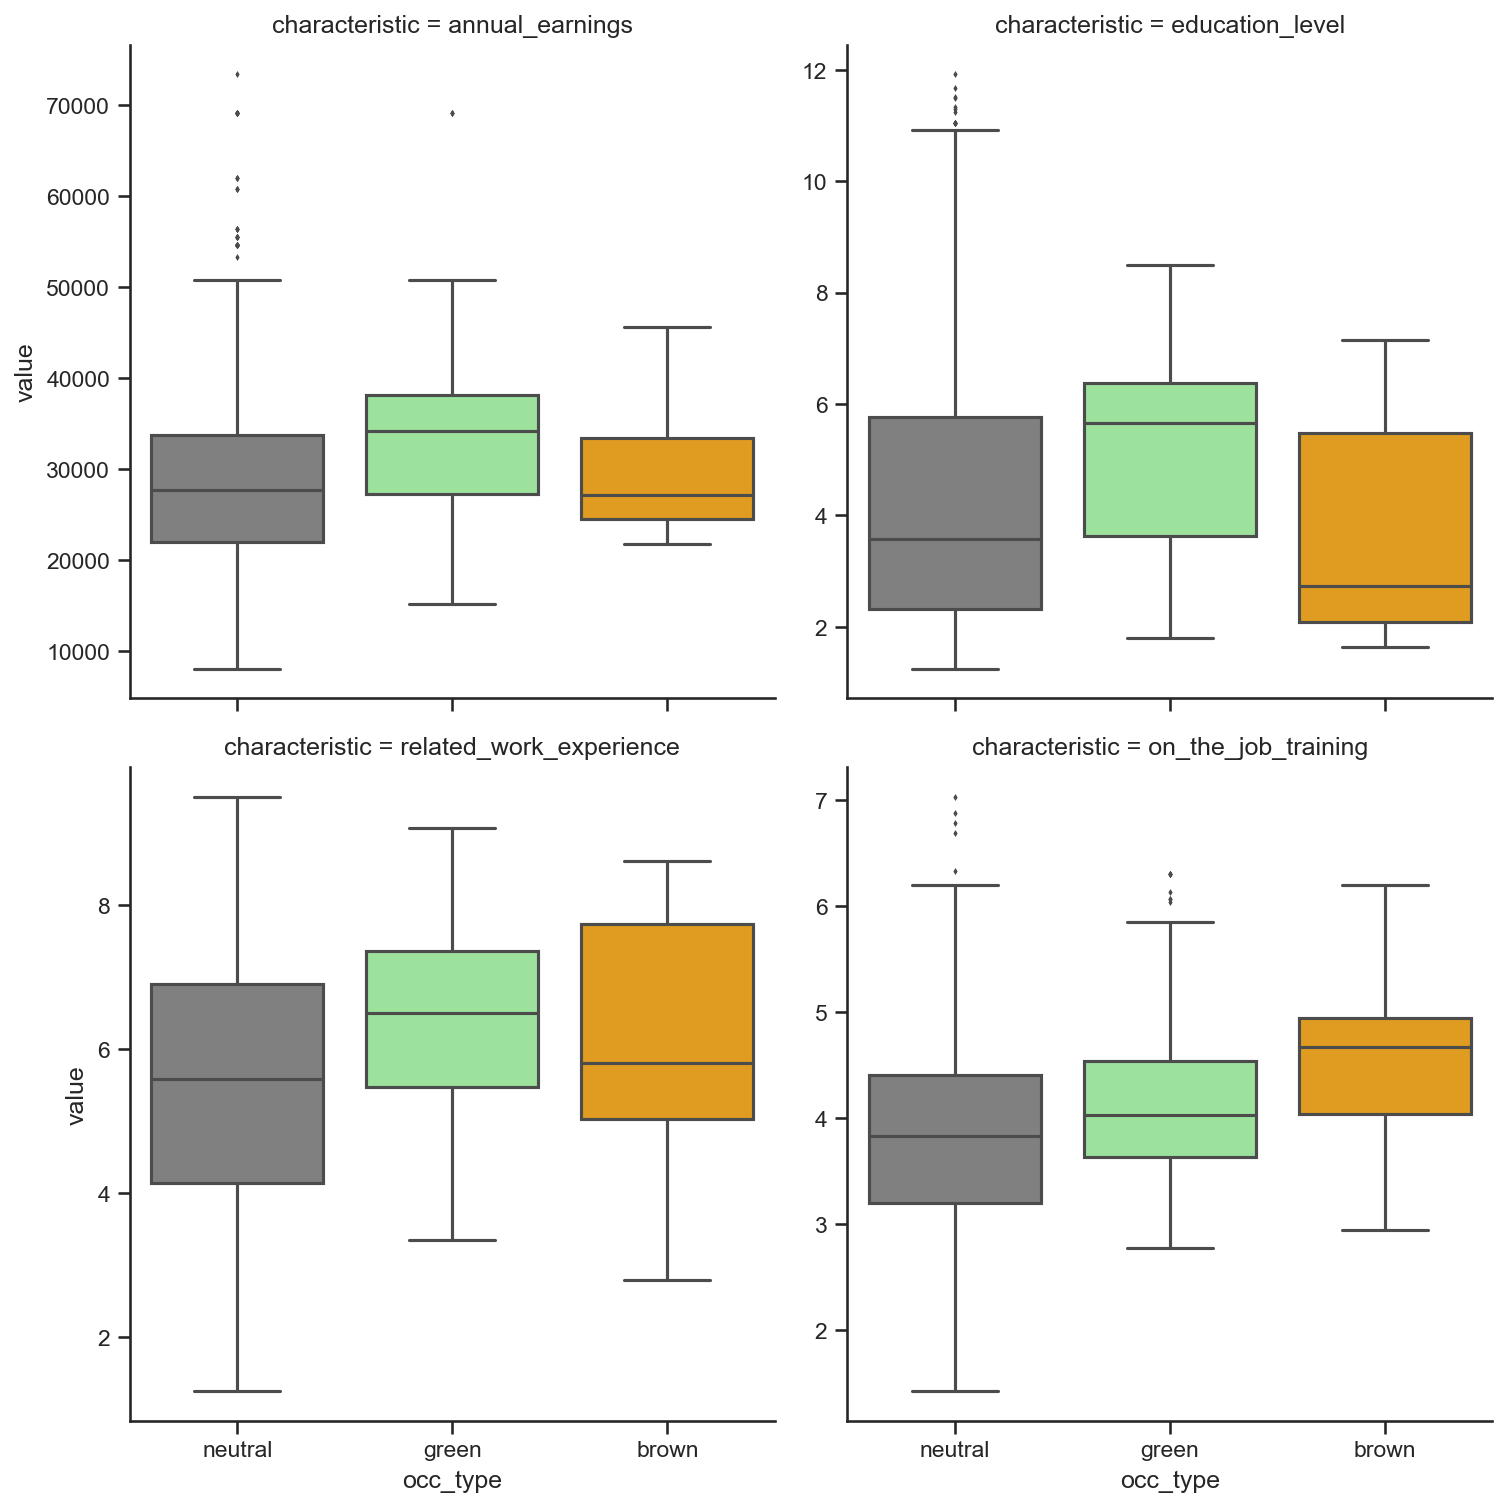 characteristic = annual_earnings
characteristic = education_level
70000
60000
50000
40000
30000
20000
10000
value
12
10
8
6
4
2
characteristic = related_work_experience
characteristic = on_the_job_training
8
6
4
2
value
7
6
5
4
3
2
neutral
green
brown
occ_type
neutral
green
brown
occ_type